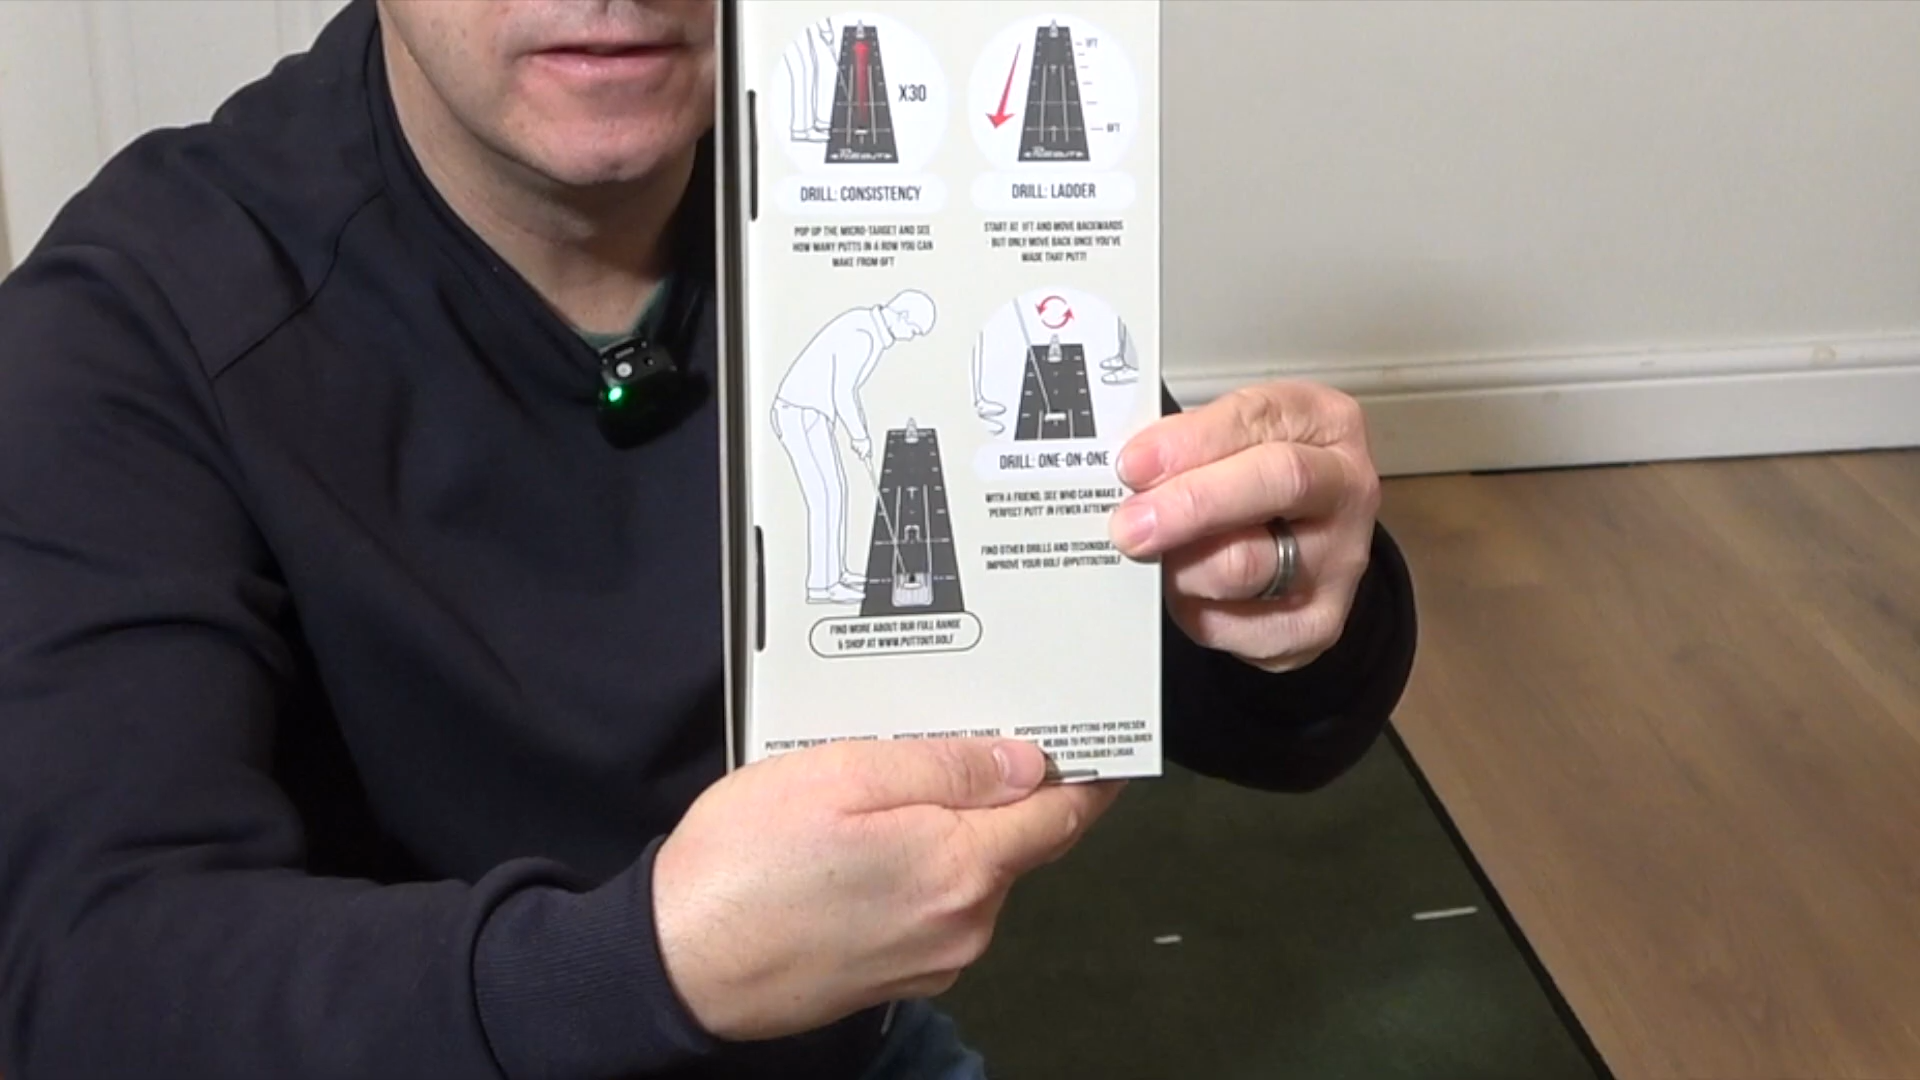 X30
1FT
6FT
DRILL: CONSISTENCY
POP UP THE MICRO-TARGET AND SEE
HOW MANY PUTTS IN A ROW YOU CAN
MAKE FROM 6FT
DRILL: LADDER
START AT 1FT AND MOVE BACKWARDS
- BUT ONLY MOVE BACK ONCE YOU'VE
MADE THAT PUTT!
DRILL: ONE-ON-ONE
WITH A FRIEND, SEE WHO CAN MAKE A
'PERFECT PUTT' IN FEWER
FIND OTHER DRILLS AND
IMPROVE YOUR GOLF @PUTTOUTGOLF
FIND MORE ABOUT OUR FULL RANGE
& SHOP AT WWW.PUTTOUT.GOLF
PUTTOUT
PUTTOUT TRAINER
DISPOSITIVO DE PUTTING POR PRESIÓN
MEJORA TU PUTTING EN CUALQUIER
Y EN CUALQUIER LUGAR